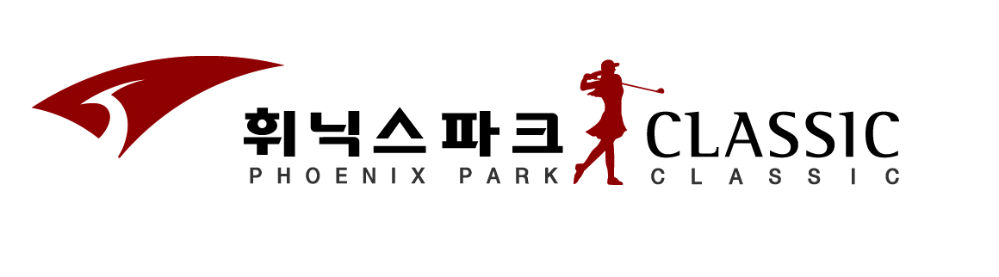 휘닉스파크 CLASSIC
PHOENIX PARK CLASSIC